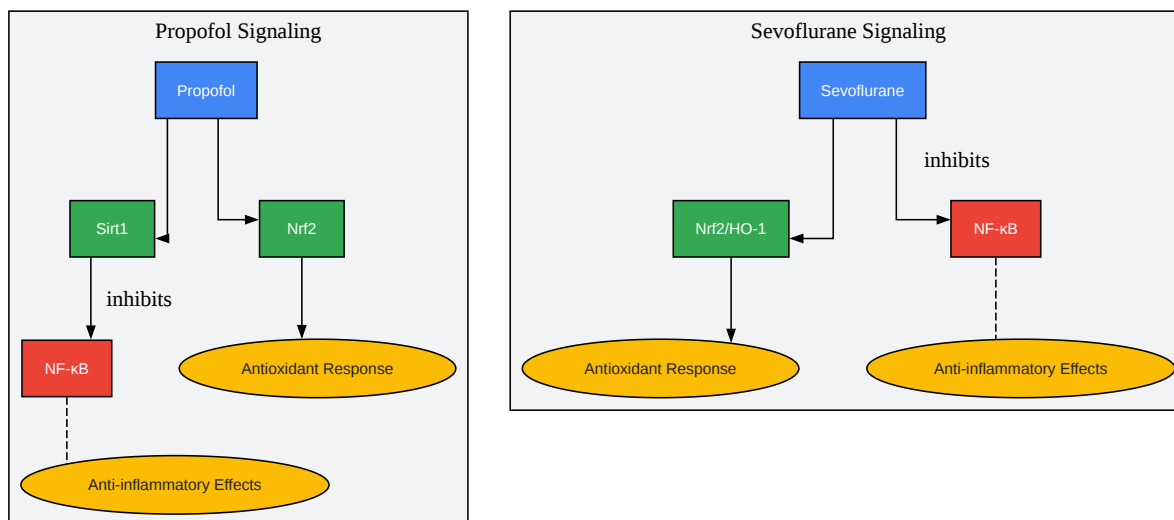 Propofol Signaling
Propofol
Sirt1
Nrf2
inhibits
NF-κB
Antioxidant Response
Anti-inflammatory Effects
Sevoflurane Signaling
Sevoflurane
inhibits
Nrf2/HO-1
NF-κB
Antioxidant Response
Anti-inflammatory Effects